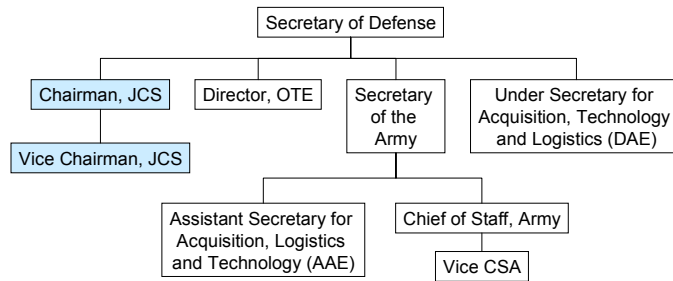 Secretary of Defense
Chairman, JCS
Director, OTE
Secretary
of the
Army
Under Secretary for
Acquisition, Technology
and Logistics (DAE)
Vice Chairman, JCS
Assistant Secretary for
Acquisition, Logistics
and Technology (AAE)
Chief of Staff, Army
Vice CSA